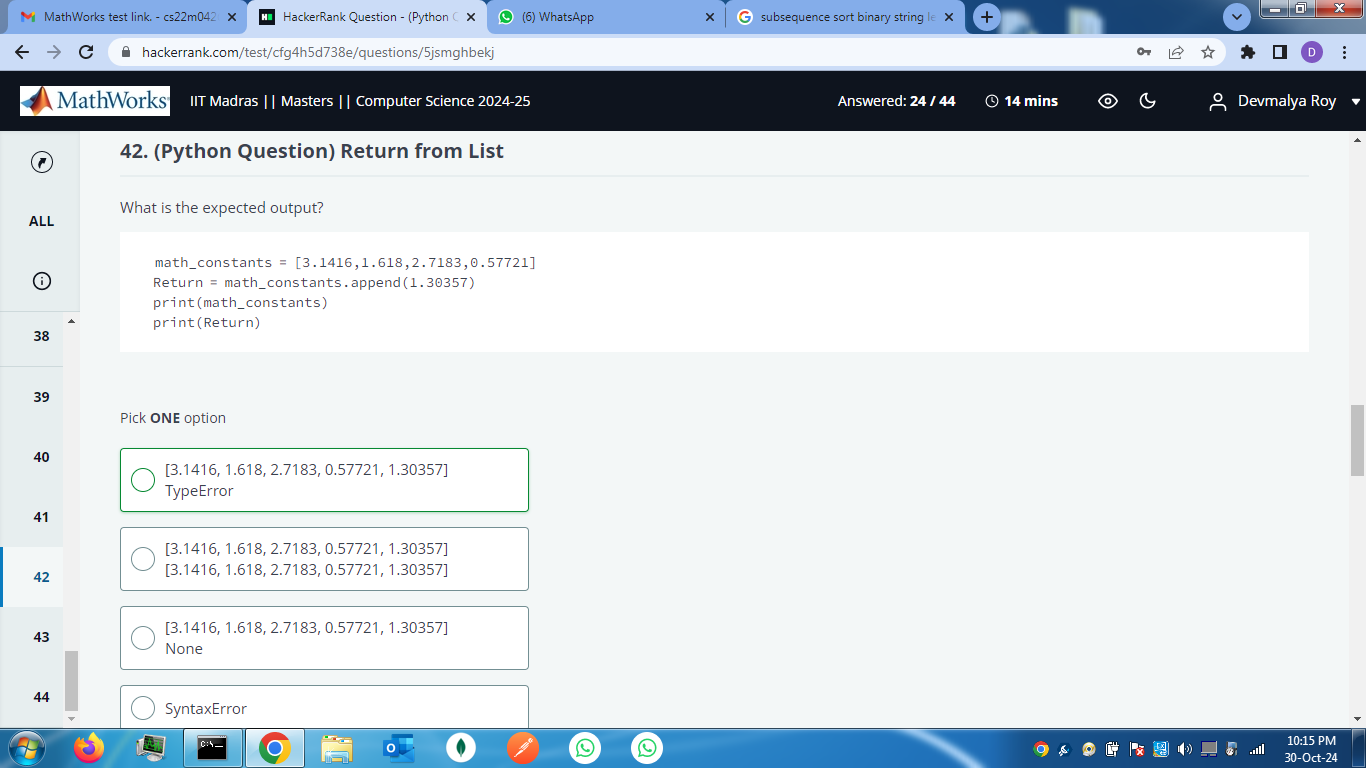 MathWorks test link. - cs22m042
HackerRank Question - (Python C
(6) WhatsApp
subsequence sort binary string le
hackerrank.com/test/cfg4h5d738e/questions/5jsmghbekj
D
MathWorks
IIT Madras || Masters || Computer Science 2024-25
Answered: 24 / 44
14 mins
Devmalya Roy
ALL
38
39
40
41
42
43
44
42. (Python Question) Return from List
What is the expected output?
math_constants = [3.1416,1.618,2.7183,0.57721]
Return = math_constants.append(1.30357)
print(math_constants)
print(Return)
Pick ONE option
[3.1416, 1.618, 2.7183, 0.57721, 1.30357]
TypeError
[3.1416, 1.618, 2.7183, 0.57721, 1.30357]
[3.1416, 1.618, 2.7183, 0.57721, 1.30357]
[3.1416, 1.618, 2.7183, 0.57721, 1.30357]
None
SyntaxError
10:15 PM
30-Oct-24